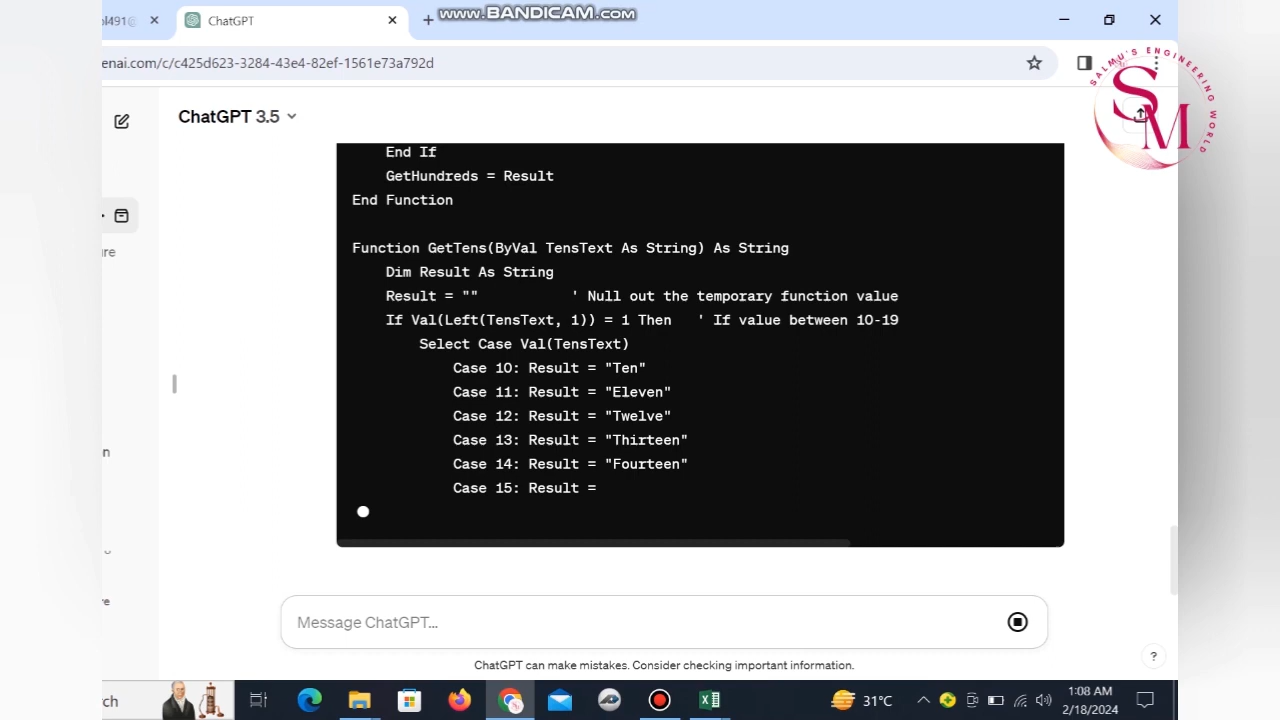 ol491@
ChatGPT
www.BANDICAM.com
enai.com/c/c425d623-3284-43e4-82ef-1561e73a792d
SALMU'S ENGINEERING WORLD
SM
ChatGPT 3.5
End If
GetHundreds = Result
End Function
Function GetTens(ByVal TensText As String) As String
Dim Result As String
Result = "" ' Null out the temporary function value
If Val(Left(TensText, 1)) = 1 Then ' If value between 10-19
Select Case Val(TensText)
Case 10: Result = "Ten"
Case 11: Result = "Eleven"
Case 12: Result = "Twelve"
Case 13: Result = "Thirteen"
Case 14: Result = "Fourteen"
Case 15: Result =
Message ChatGPT...
ChatGPT can make mistakes. Consider checking important information.
?
ch
31°C
1:08 AM
2/18/2024